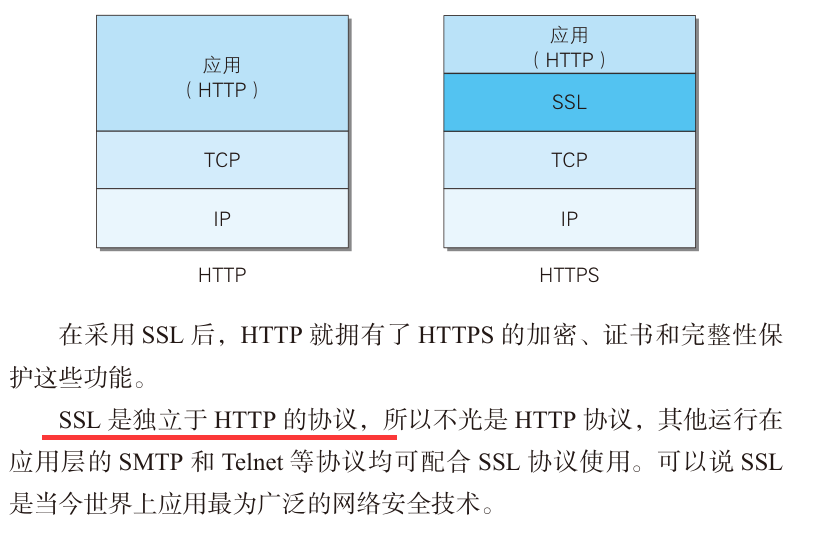 应用
（HTTP）
TCP
IP
HTTP
应用
（HTTP）
SSL
TCP
IP
HTTPS
在采用 SSL 后，HTTP 就拥有了 HTTPS 的加密、证书和完整性保
护这些功能。
SSL 是独立于 HTTP 的协议，所以不光是 HTTP 协议，其他运行在
应用层的 SMTP 和 Telnet 等协议均可配合 SSL 协议使用。可以说 SSL
是当今世界上应用最为广泛的网络安全技术。